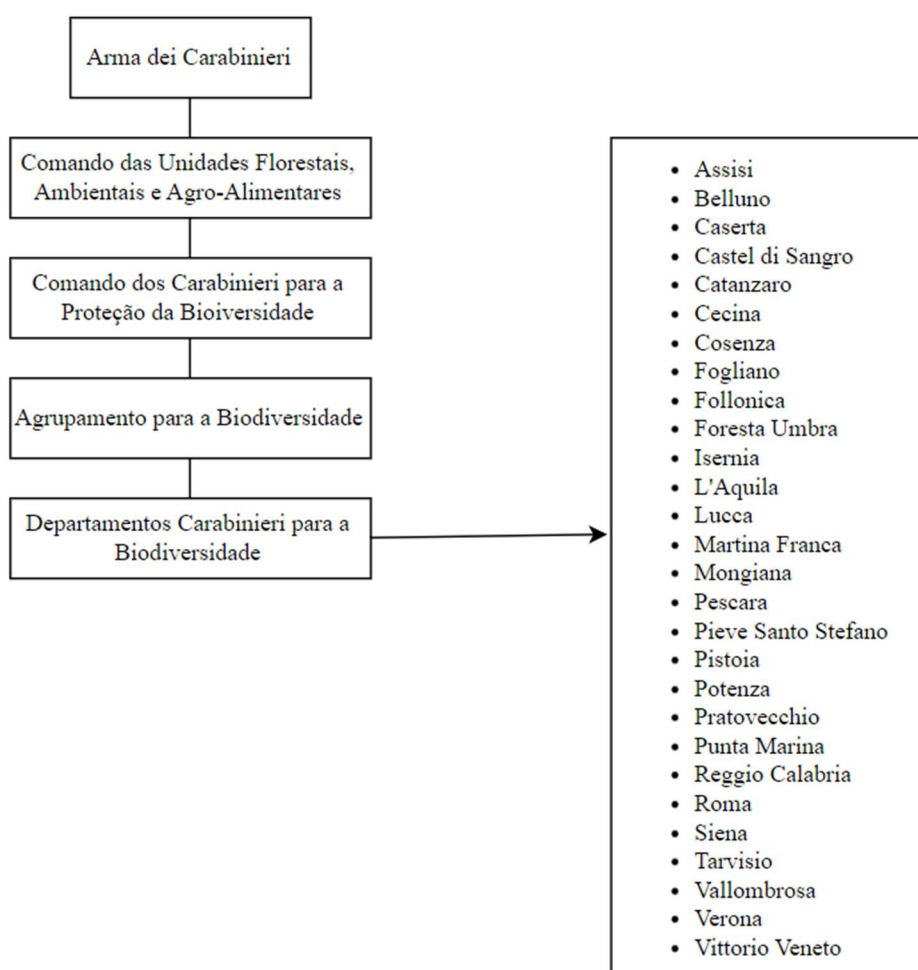 Arma dei Carabinieri
Comando das Unidades Florestais,
Ambientais e Agro-Alimentares
Comando dos Carabinieri para a
Proteção da Bioiversidade
Agrupamento para a Biodiversidade
Departamentos Carabinieri para a
Biodiversidade
• Assisi
• Belluno
• Caserta
• Castel di Sangro
• Catanzaro
• Cecina
• Cosenza
• Fogliano
• Follonica
• Foresta Umbra
• Isernia
• L'Aquila
• Lucca
• Martina Franca
• Mongiana
• Pescara
• Pieve Santo Stefano
• Pistoia
• Potenza
• Pratovecchio
• Punta Marina
• Reggio Calabria
• Roma
• Siena
• Tarvisio
• Vallombrosa
• Verona
• Vittorio Veneto